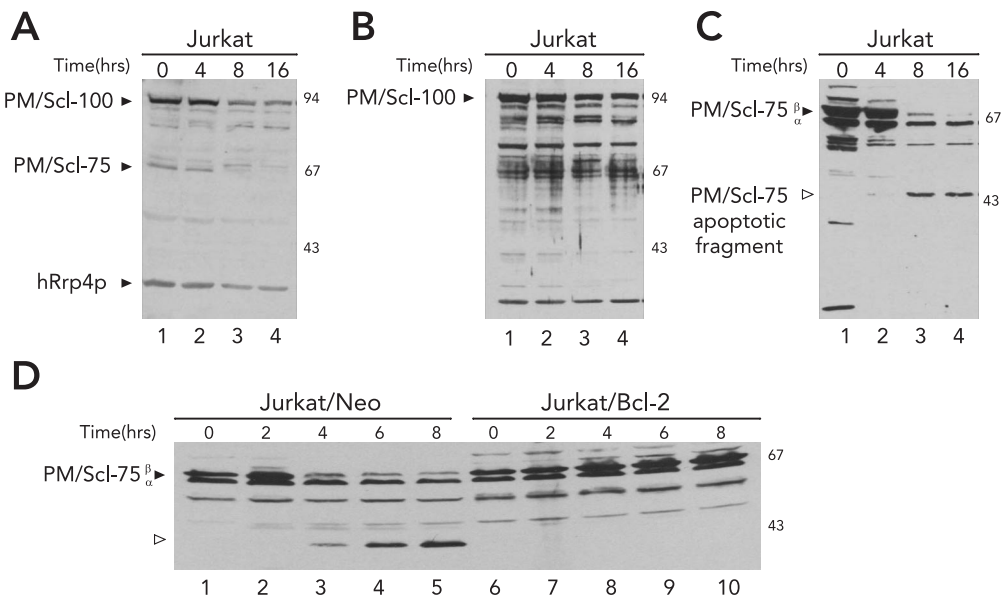 A
Jurkat
Time(hrs) 0 4 8 16
PM/Scl-100 ► 94
PM/Scl-75 ► 67
43
hRrp4p ►
1 2 3 4
B
Jurkat
0 4 8 16
PM/Scl-100 ► 94
67
43
1 2 3 4
C
Jurkat
Time(hrs) 0 4 8 16
PM/Scl-75 β ► 67
α
PM/Scl-75 ▷ 43
apoptotic
fragment
1 2 3 4
D
Jurkat/Neo Jurkat/Bcl-2
Time(hrs) 0 2 4 6 8 0 2 4 6 8
67
PM/Scl-75 β ►
α
43
▷
1 2 3 4 5 6 7 8 9 10